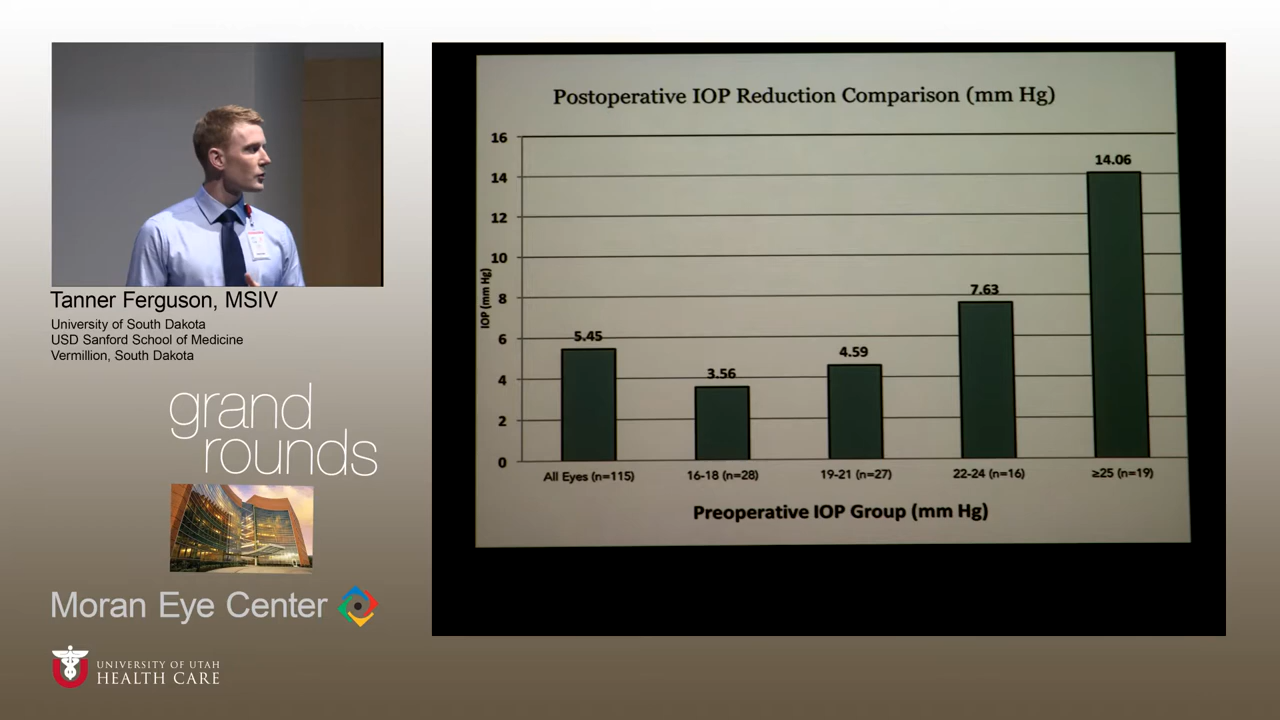 Tanner Ferguson, MSIV
University of South Dakota
USD Sanford School of Medicine
Vermillion, South Dakota
grand
rounds
Moran Eye Center
UNIVERSITY OF UTAH
HEALTH CARE
Postoperative IOP Reduction Comparison (mm Hg)
IOP (mm Hg)
16
14
12
10
8
6
4
2
0
5.45
3.56
4.59
7.63
14.06
All Eyes (n=115)
16-18 (n=28)
19-21 (n=27)
22-24 (n=16)
≥25 (n=19)
Preoperative IOP Group (mm Hg)